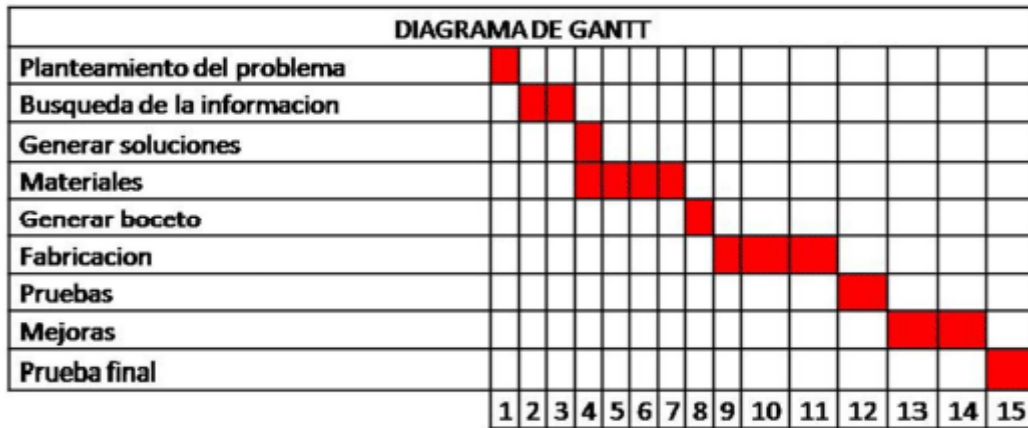 DIAGRAMA DE GANTT
Planteamiento del problema
Busqueda de la informacion
Generar soluciones
Materiales
Generar boceto
Fabricacion
Pruebas
Mejoras
Prueba final
1 2 3 4 5 6 7 8 9 10 11 12 13 14 15